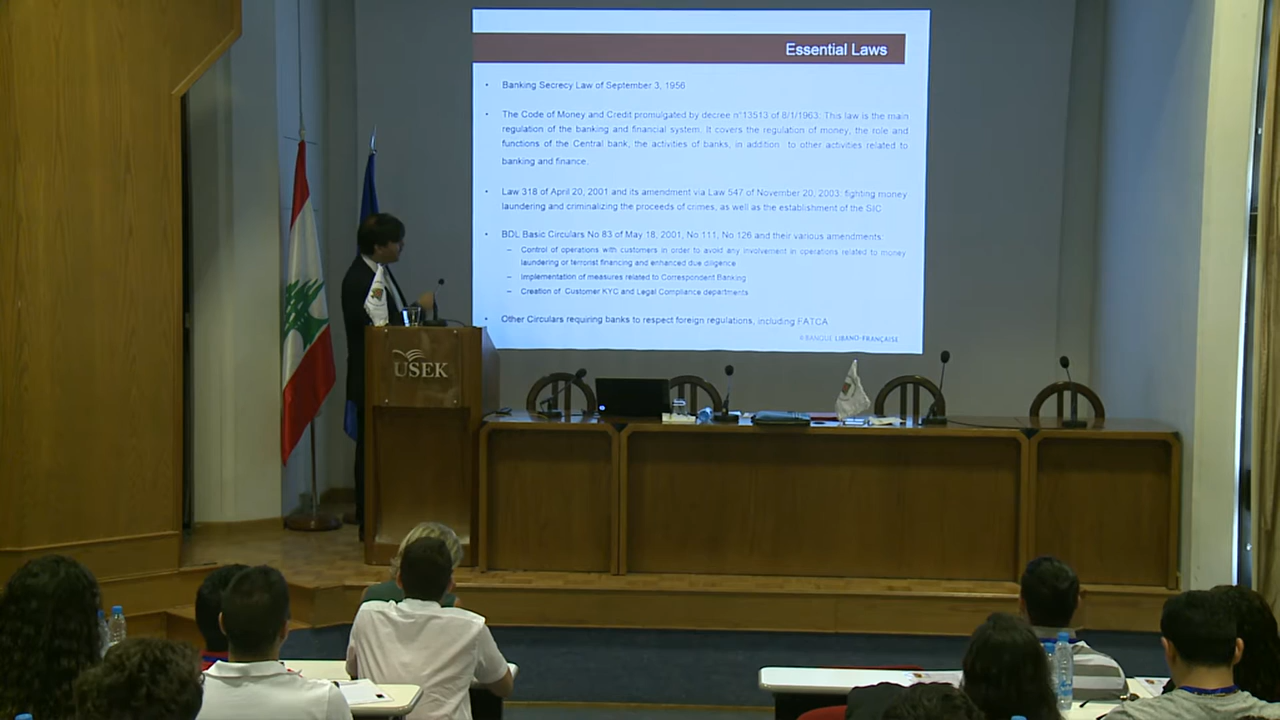 Essential Laws
• Banking Secrecy Law of September 3, 1956
• The Code of Money and Credit promulgated by decree n°13513 of 8/1/1963. This law is the main
regulation of the banking and financial system. It covers the regulation of money, the role and
functions of the Central bank, the activities of banks, in addition to other activities related to
banking and finance.
• Law 318 of April 20, 2001 and its amendment via Law 547 of November 20, 2003: fighting money
laundering and criminalizing the proceeds of crimes, as well as the establishment of the SIC
• BDL Basic Circulars No 83 of May 18, 2001, No 111, No 126 and their various amendments:
– Control of operations with customers in order to avoid any involvement in operations related to money
laundering or terrorist financing and enhanced due diligence
– Implementation of measures related to Correspondent Banking
– Creation of Customer KYC and Legal Compliance departments
• Other Circulars requiring banks to respect foreign regulations, including FATCA
BANQUE LIBANO-FRANÇAISE
USEK